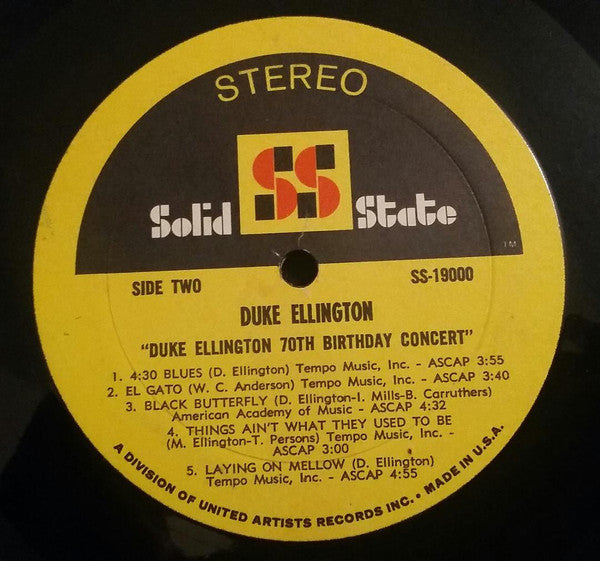 STEREO
SS
Solid State
TM
SIDE TWO SS-19000
DUKE ELLINGTON
"DUKE ELLINGTON 70TH BIRTHDAY CONCERT"
1. 4:30 BLUES (D. Ellington) Tempo Music, Inc. - ASCAP 3:55
2. EL GATO (W. C. Anderson) Tempo Music, Inc. - ASCAP 3:40
3. BLACK BUTTERFLY (D. Ellington-I. Mills-B. Carruthers)
American Academy of Music - ASCAP 4:32
4. THINGS AIN'T WHAT THEY USED TO BE
(M. Ellington-T. Persons) Tempo Music, Inc. -
ASCAP 3:00
5. LAYING ON MELLOW (D. Ellington)
Tempo Music, Inc. - ASCAP 4:55
A DIVISION OF UNITED ARTISTS RECORDS INC. • MADE IN U.S.A.